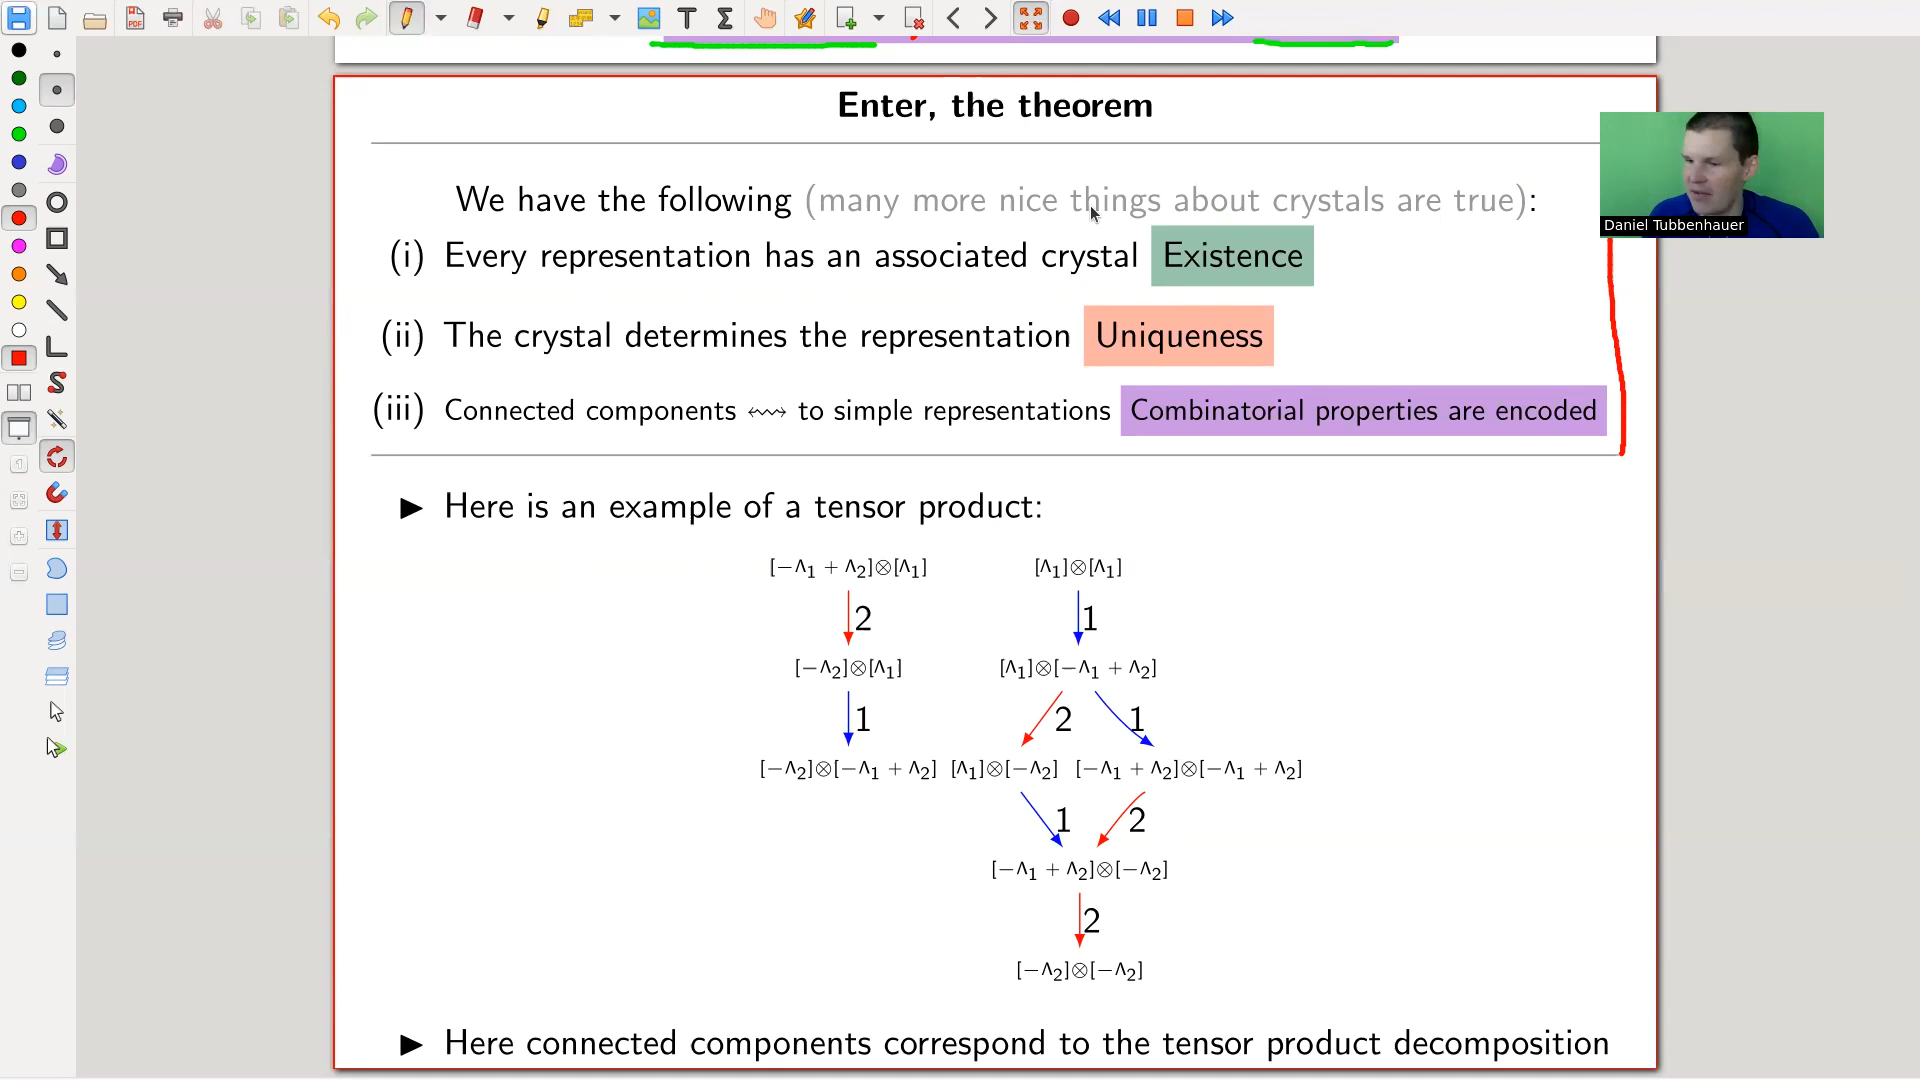 Enter, the theorem
We have the following (many more nice things about crystals are true):
Daniel Tubbenhauer
(i) Every representation has an associated crystal Existence
(ii) The crystal determines the representation Uniqueness
(iii) Connected components ↭ to simple representations Combinatorial properties are encoded
▶ Here is an example of a tensor product:
[−Λ₁ + Λ₂]⊗[Λ₁] [Λ₁]⊗[Λ₁]
2 1
[−Λ₂]⊗[Λ₁] [Λ₁]⊗[−Λ₁ + Λ₂]
1 2 1
[−Λ₂]⊗[−Λ₁ + Λ₂] [Λ₁]⊗[−Λ₂] [−Λ₁ + Λ₂]⊗[−Λ₁ + Λ₂]
1 2
[−Λ₁ + Λ₂]⊗[−Λ₂]
2
[−Λ₂]⊗[−Λ₂]
▶ Here connected components correspond to the tensor product decomposition